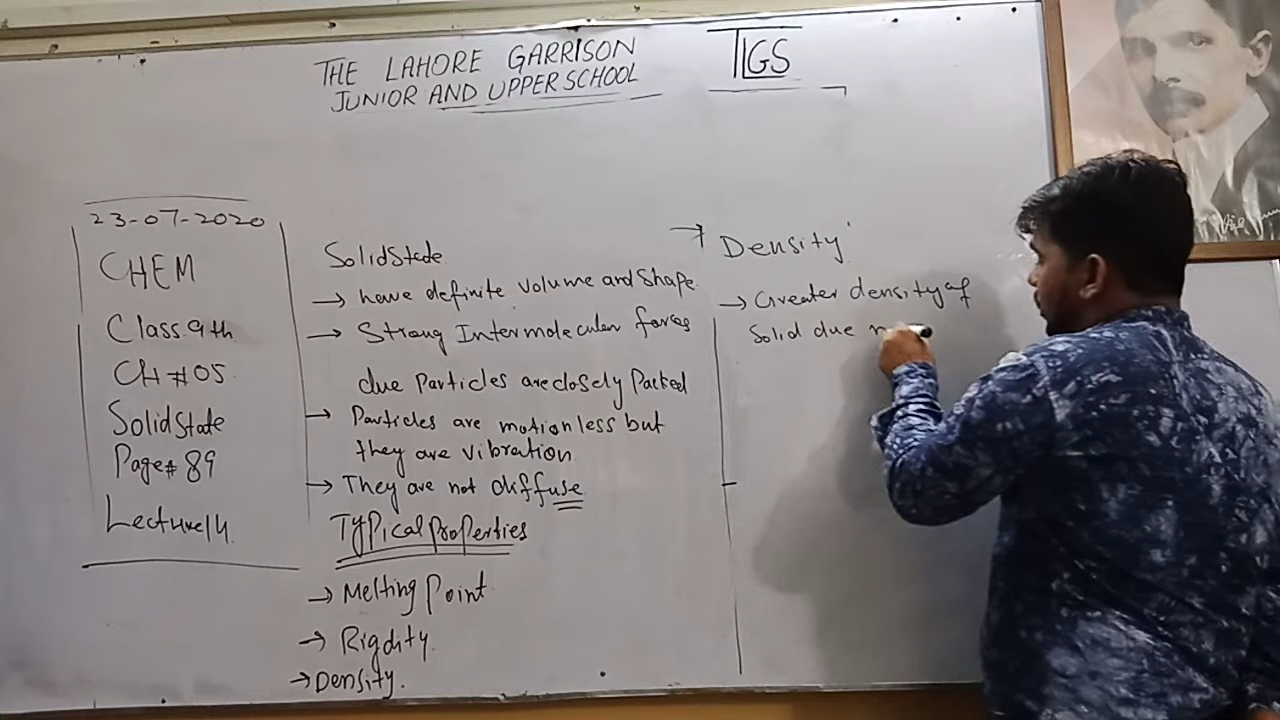 THE LAHORE GARRISON
JUNIOR AND UPPER SCHOOL
TLGS
23-07-2020
CHEM
Class 9th
CH # 05
Solid State
Page # 89
Lecture 14
Solid State
→ have definite volume and shape
→ Strong Intermolecular forces
due Particles are closely Packed
→ Particles are motionless but
they are vibration
→ They are not diffuse
Typical Properties
→ Melting Point
→ Rigdity
→ Density.
→ Density
→ Greater density of
Solid due